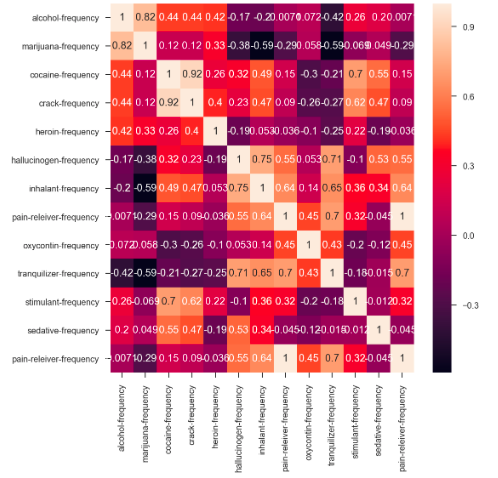 alcohol-frequency 1 0.82 0.44 0.44 0.42 -0.17 -0.2 0.0071 0.072 -0.42 0.26 0.2 0.0071
marijuana-frequency 0.82 1 0.12 0.12 0.33 -0.38 -0.59 -0.29 0.058 -0.59 -0.069 0.049 -0.29
cocaine-frequency 0.44 0.12 1 0.92 0.26 0.32 0.49 0.15 -0.3 -0.21 0.7 0.55 0.15
crack-frequency 0.44 0.12 0.92 1 0.4 0.23 0.47 0.09 -0.26 -0.27 0.62 0.47 0.09
heroin-frequency 0.42 0.33 0.26 0.4 1 -0.19 0.053 0.036 -0.1 -0.25 0.22 -0.19 0.036
hallucinogen-frequency -0.17 -0.38 0.32 0.23 -0.19 1 0.75 0.55 0.053 0.71 -0.1 0.53 0.55
inhalant-frequency -0.2 -0.59 0.49 0.47 0.053 0.75 1 0.64 0.14 0.65 0.36 0.34 0.64
pain-releiver-frequency 0.0071 -0.29 0.15 0.09 -0.036 0.55 0.64 1 0.45 0.7 0.32 -0.045 1
oxycontin-frequency 0.072 0.058 -0.3 -0.26 -0.1 0.053 0.14 0.45 1 0.43 -0.2 -0.12 0.45
tranquilizer-frequency -0.42 -0.59 -0.21 -0.27 -0.25 0.71 0.65 0.7 0.43 1 -0.18 -0.015 0.7
stimulant-frequency 0.26 -0.069 0.7 0.62 0.22 -0.1 0.36 0.32 -0.2 -0.18 1 -0.012 0.32
sedative-frequency 0.2 0.049 0.55 0.47 -0.19 0.53 0.34 -0.045 -0.12 -0.015 -0.012 1 -0.045
pain-releiver-frequency 0.0071 -0.29 0.15 0.09 -0.036 0.55 0.64 1 0.45 0.7 0.32 -0.045 1
alcohol-frequency
marijuana-frequency
cocaine-frequency
crack-frequency
heroin-frequency
hallucinogen-frequency
inhalant-frequency
pain-releiver-frequency
oxycontin-frequency
tranquilizer-frequency
stimulant-frequency
sedative-frequency
pain-releiver-frequency
0.9
0.6
0.3
0.0
−0.3